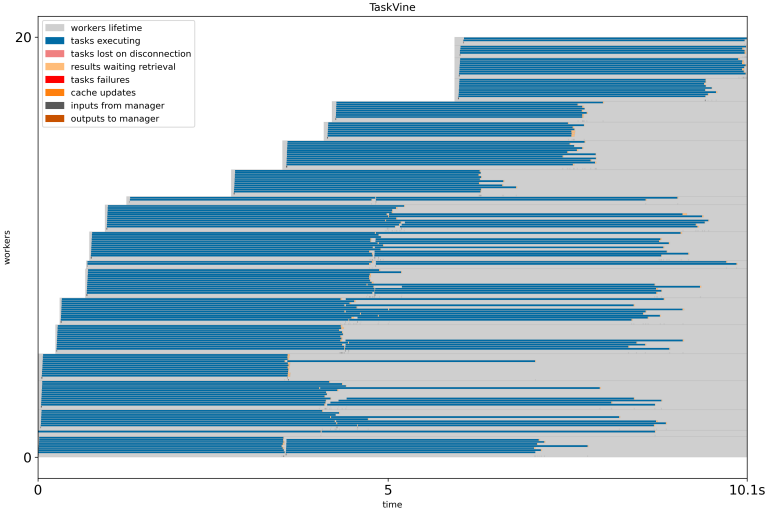 TaskVine
20
workers lifetime
tasks executing
tasks lost on disconnection
results waiting retrieval
tasks failures
cache updates
inputs from manager
outputs to manager
workers
0
0
5
10.1s
time